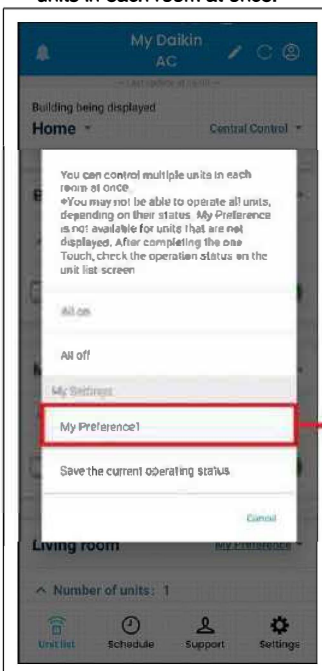 units in each room at once.
My Daikin
AC
Building being displayed
Home
Central Control
You can control multiple units in each
room at once.
*You may not be able to operate all units,
depending on their status. My Preference
is not available for units that are not
displayed. After completing the one
Touch, check the operation status on the
unit list screen
All on
All off
My Settings
My Preference1
Save the current operating status
Cancel
Living room
My Preference
Number of units: 1
Unit list
Schedule
Support
Settings